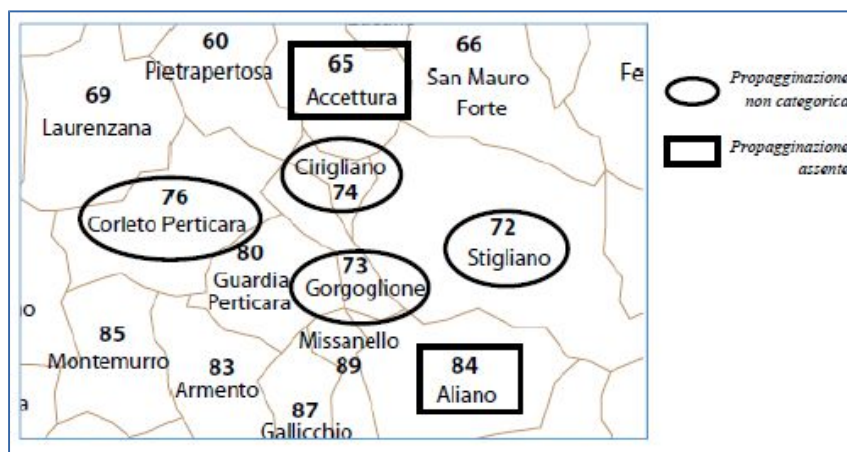 60
Pietrapertosa
65
Accettura
66
San Mauro
Forte
Fe
69
Laurenzana
Cirigliano
74
76
Corleto Perticara
72
Stigliano
80
Guardia
Perticara
73
Gorgoglione
Missanello
89
85
Montemurro
83
Armento
84
Aliano
87
Gallicchio
Propagginazione
non categorica
Propagginazione
assente